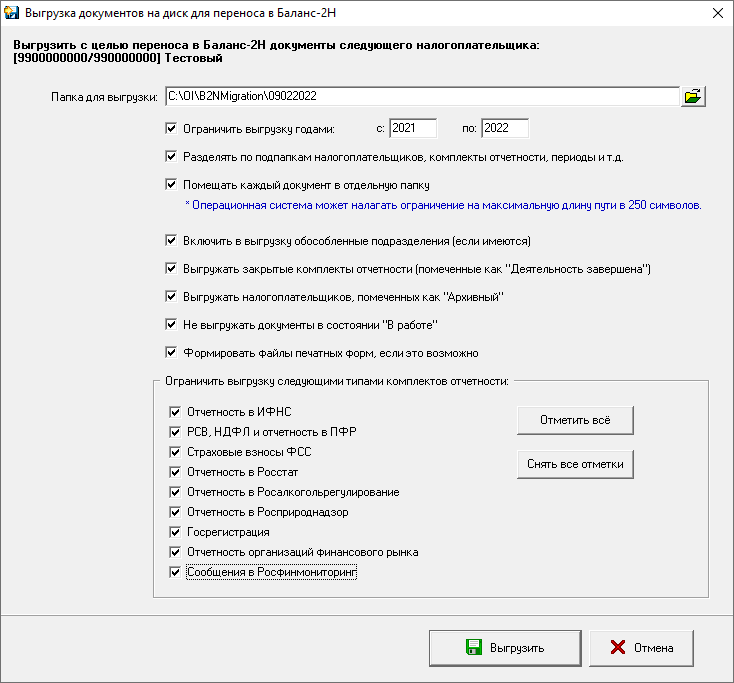 Выгрузка документов на диск для переноса в Баланс-2Н
Выгрузить с целью переноса в Баланс-2Н документы следующего налогоплательщика:
[9900000000/990000000] Тестовый
Папка для выгрузки: C:\OI\B2NMigration\09022022
Ограничить выгрузку годами: с: 2021 по: 2022
Разделять по подпапкам налогоплательщиков, комплекты отчетности, периоды и т.д.
Помещать каждый документ в отдельную папку
* Операционная система может налагать ограничение на максимальную длину пути в 250 символов.
Включить в выгрузку обособленные подразделения (если имеются)
Выгружать закрытые комплекты отчетности (помеченные как "Деятельность завершена")
Выгружать налогоплательщиков, помеченных как "Архивный"
Не выгружать документы в состоянии "В работе"
Формировать файлы печатных форм, если это возможно
Ограничить выгрузку следующими типами комплектов отчетности:
Отчетность в ИФНС
РСВ, НДФЛ и отчетность в ПФР
Страховые взносы ФСС
Отчетность в Росстат
Отчетность в Росалкогольрегулирование
Отчетность в Росприроднадзор
Госрегистрация
Отчетность организаций финансового рынка
Сообщения в Росфинмониторинг
Отметить всё
Снять все отметки
Выгрузить
Отмена